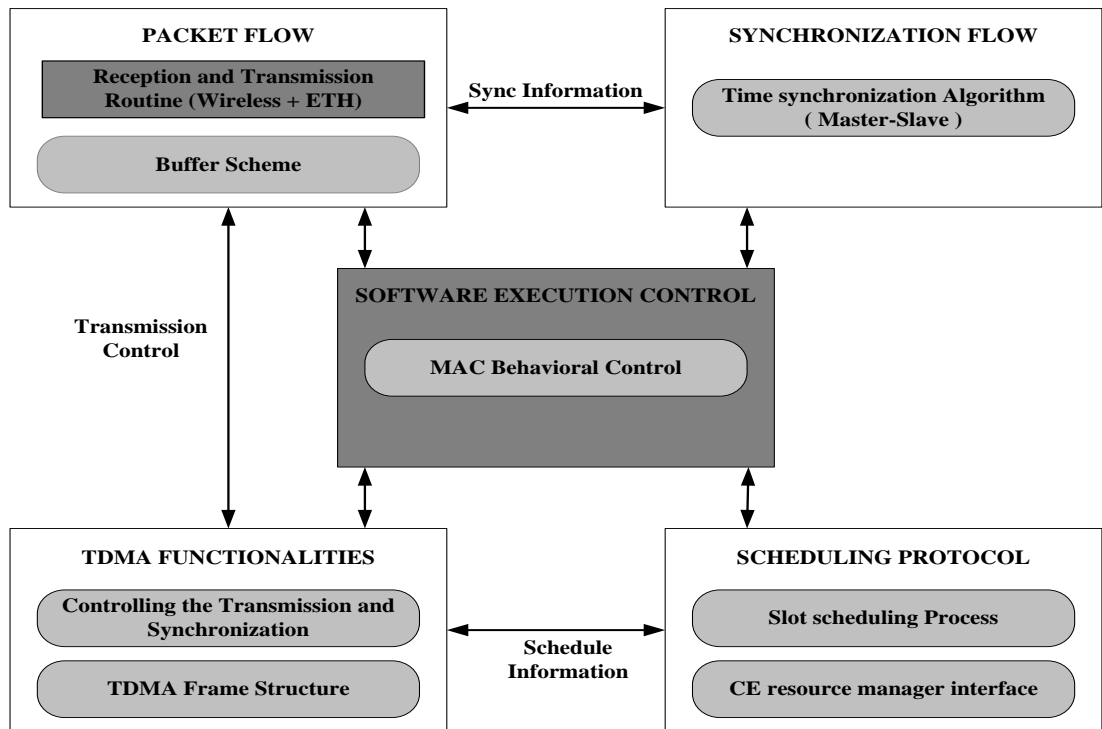 PACKET FLOW
Reception and Transmission
Routine (Wireless + ETH)
Buffer Scheme
Sync Information
SYNCHRONIZATION FLOW
Time synchronization Algorithm
( Master-Slave )
SOFTWARE EXECUTION CONTROL
MAC Behavioral Control
Transmission
Control
TDMA FUNCTIONALITIES
Controlling the Transmission and
Synchronization
TDMA Frame Structure
Schedule
Information
SCHEDULING PROTOCOL
Slot scheduling Process
CE resource manager interface